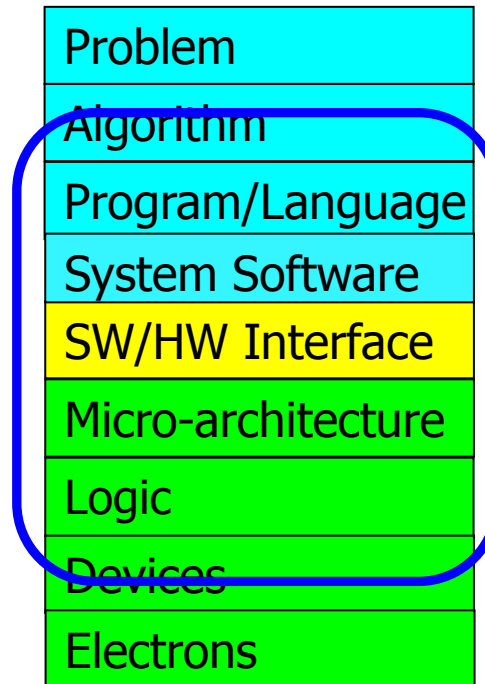 Problem
Algorithm
Program/Language
System Software
SW/HW Interface
Micro-architecture
Logic
Devices
Electrons